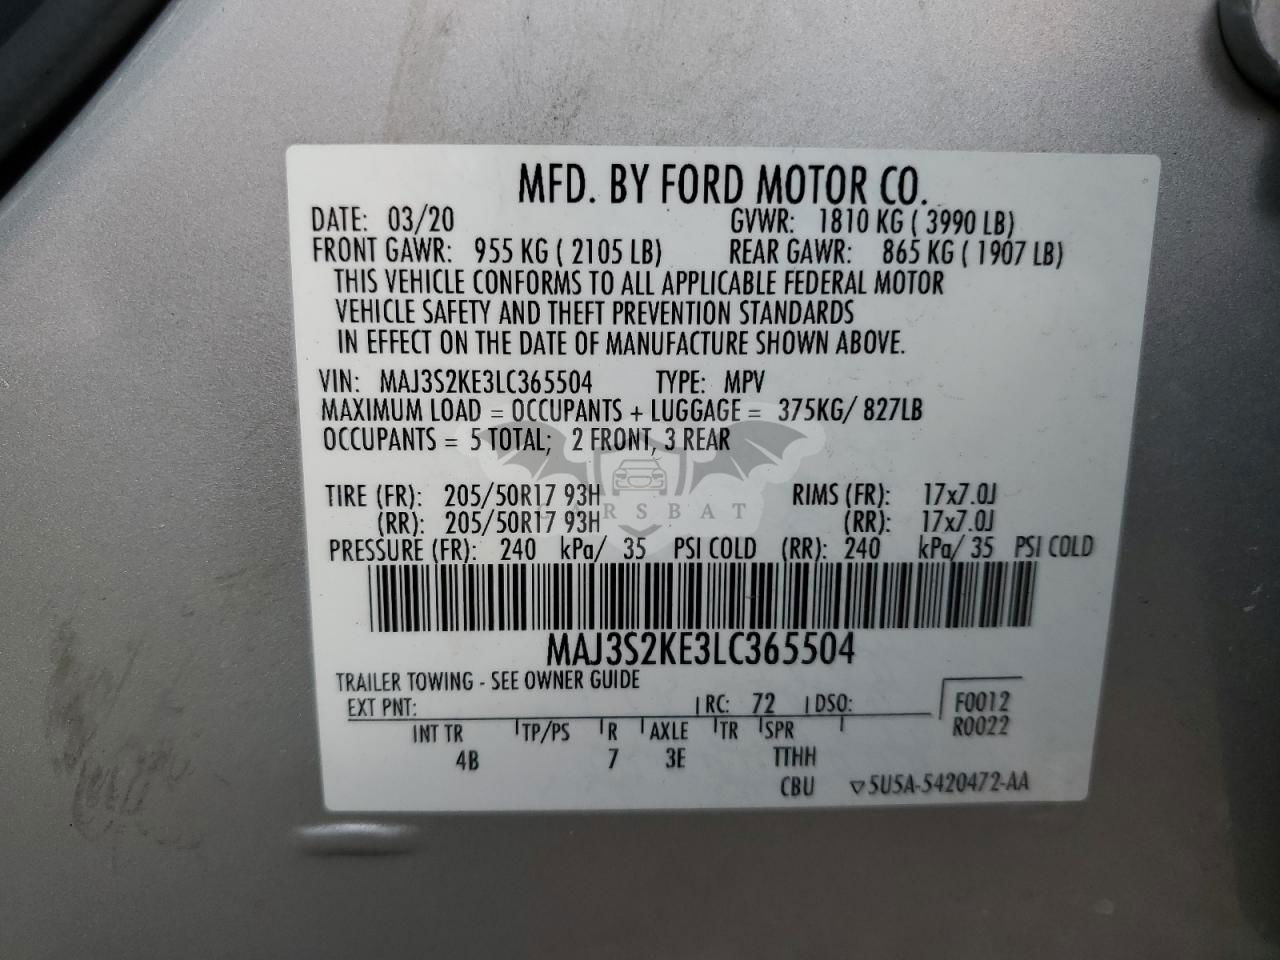 MFD. BY FORD MOTOR CO.
DATE: 03/20 GVWR: 1810 KG ( 3990 LB)
FRONT GAWR: 955 KG ( 2105 LB) REAR GAWR: 865 KG ( 1907 LB)
THIS VEHICLE CONFORMS TO ALL APPLICABLE FEDERAL MOTOR
VEHICLE SAFETY AND THEFT PREVENTION STANDARDS
IN EFFECT ON THE DATE OF MANUFACTURE SHOWN ABOVE.
VIN: MAJ3S2KE3LC365504 TYPE: MPV
MAXIMUM LOAD = OCCUPANTS + LUGGAGE = 375KG/ 827LB
OCCUPANTS = 5 TOTAL; 2 FRONT, 3 REAR
TIRE (FR): 205/50R17 93H RIMS (FR): 17x7.0J
CARSBAT
(RR): 205/50R17 93H (RR): 17x7.0J
PRESSURE (FR): 240 kPa/ 35 PSI COLD (RR): 240 kPa/ 35 PSI COLD
MAJ3S2KE3LC365504
TRAILER TOWING - SEE OWNER GUIDE
EXT PNT: RC: 72 DSO: F0012
R0022
INT TR TP/PS R AXLE TR SPR
4B 7 3E TTHH
CBU ▽5U5A-5420472-AA